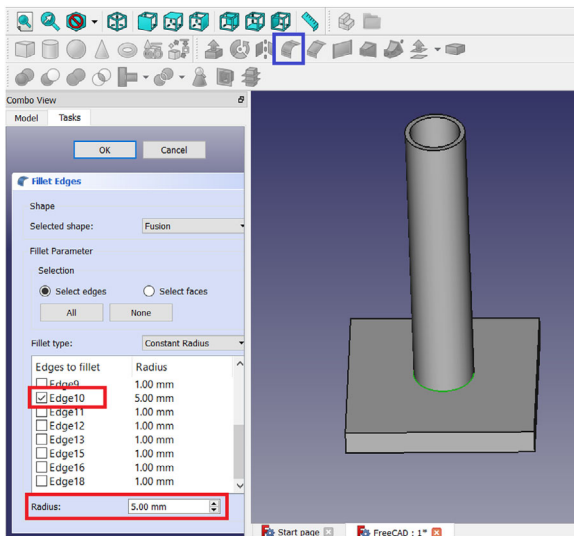 Combo View
Model Tasks
OK Cancel
Fillet Edges
Shape
Selected shape: Fusion
Fillet Parameter
Selection
Select edges Select faces
All None
Fillet type: Constant Radius
Edges to fillet Radius
Edge9 1.00 mm
Edge10 5.00 mm
Edge11 1.00 mm
Edge12 1.00 mm
Edge13 1.00 mm
Edge15 1.00 mm
Edge16 1.00 mm
Edge18 1.00 mm
Radius: 5.00 mm
Start page FreeCAD : 1*